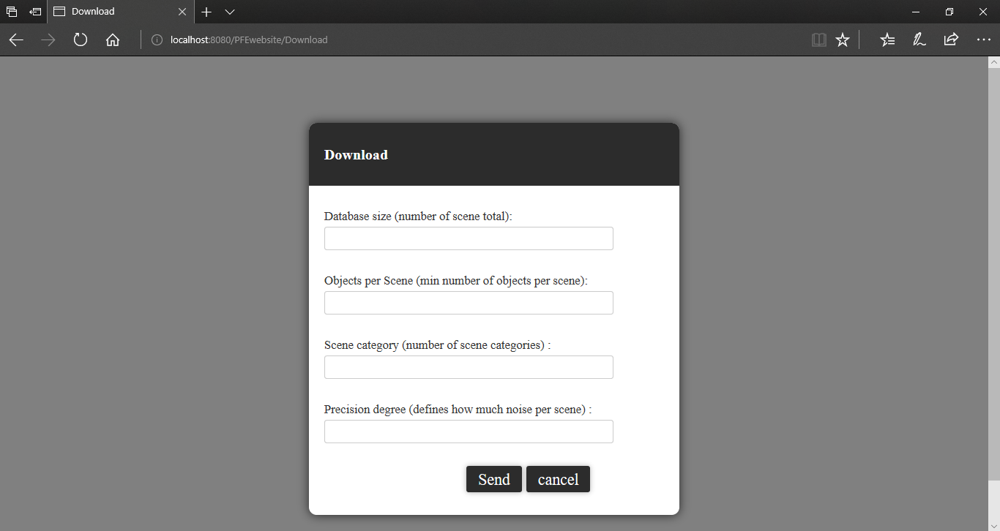 Download
localhost:8080/PFEwebsite/Download
Download
Database size (number of scene total):
Objects per Scene (min number of objects per scene):
Scene category (number of scene categories) :
Precision degree (defines how much noise per scene) :
Send cancel